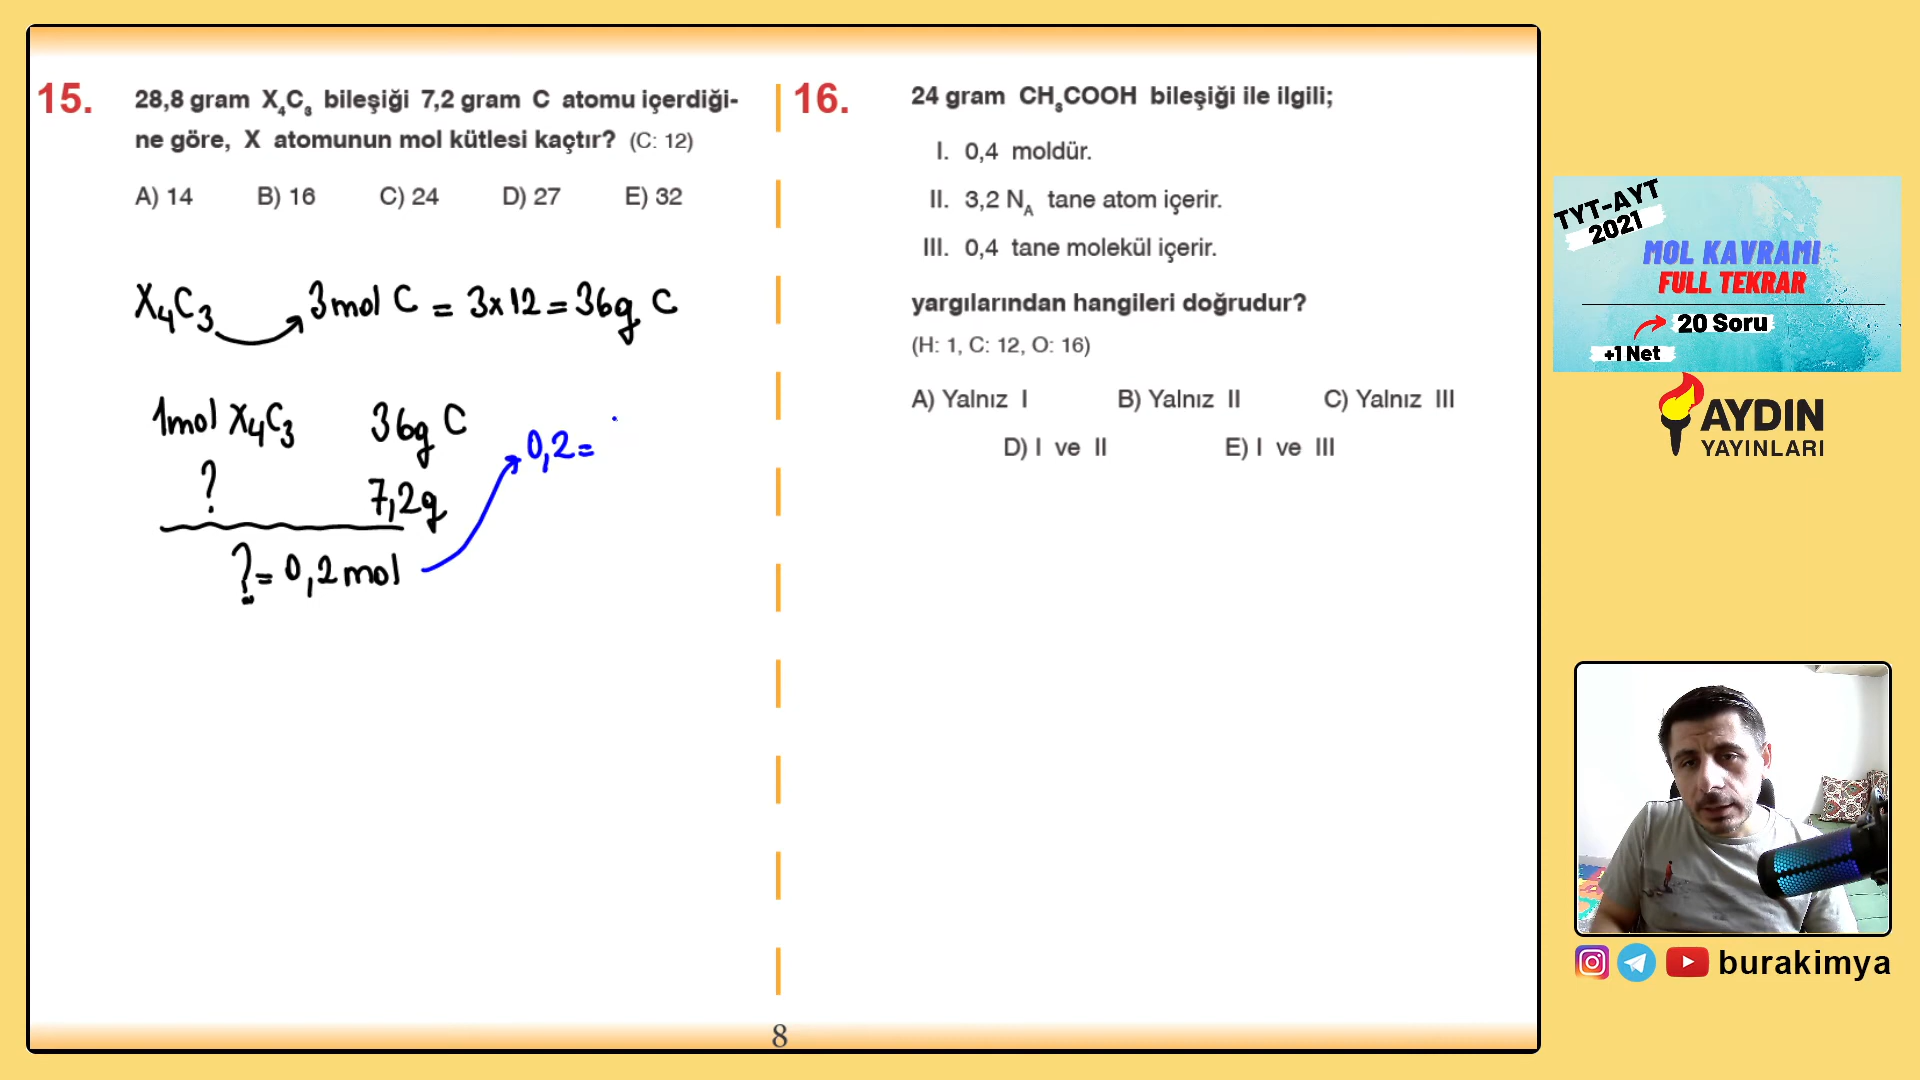 15. 28,8 gram X₄C₃ bileşiği 7,2 gram C atomu içerdiği-
ne göre, X atomunun mol kütlesi kaçtır? (C: 12)
A) 14 B) 16 C) 24 D) 27 E) 32
X₄C₃ 3mol C = 3x12=36g C
1mol X₄C₃ 36g C
? 7,2g
?= 0,2mol
0,2=
16. 24 gram CH₃COOH bileşiği ile ilgili;
I. 0,4 moldür.
II. 3,2 N_A tane atom içerir.
III. 0,4 tane molekül içerir.
yargılarından hangileri doğrudur?
(H: 1, C: 12, O: 16)
A) Yalnız I B) Yalnız II C) Yalnız III
D) I ve II E) I ve III
8
TYT-AYT
2021
MOL KAVRAMI
FULL TEKRAR
20 Soru
+1 Net
AYDIN
YAYINLARI
burakimya